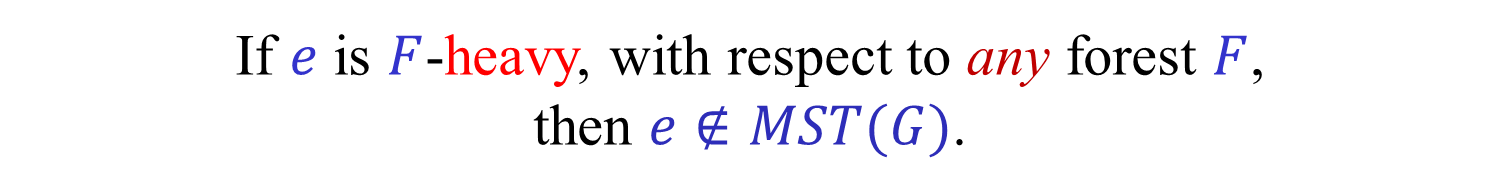 If e is F-heavy, with respect to any forest F,
then e ∉ MST(G).